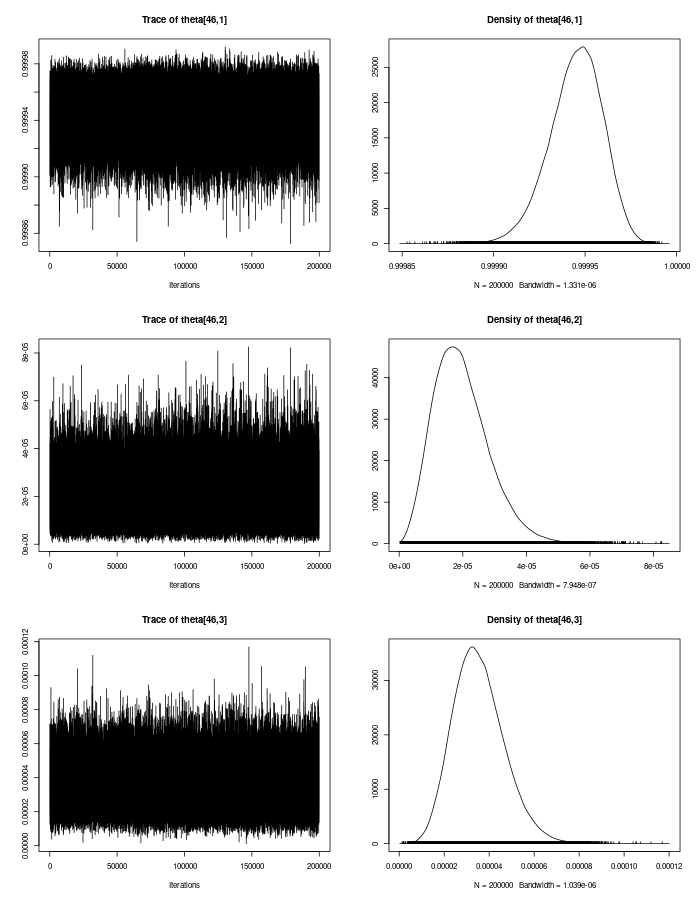 Trace of theta[46,1]
0.99986 0.99990 0.99994 0.99998
0 50000 100000 150000 200000
Iterations
Density of theta[46,1]
0 5000 10000 15000 20000 25000
0.99985 0.99990 0.99995 1.00000
N = 200000 Bandwidth = 1.331e-06
Trace of theta[46,2]
0e+00 2e-05 4e-05 6e-05 8e-05
0 50000 100000 150000 200000
Iterations
Density of theta[46,2]
0 10000 20000 30000 40000
0e+00 2e-05 4e-05 6e-05 8e-05
N = 200000 Bandwidth = 7.948e-07
Trace of theta[46,3]
0.00000 0.00002 0.00004 0.00006 0.00008 0.00010 0.00012
0 50000 100000 150000 200000
Iterations
Density of theta[46,3]
0 10000 20000 30000
0.00000 0.00002 0.00004 0.00006 0.00008 0.00010 0.00012
N = 200000 Bandwidth = 1.039e-06